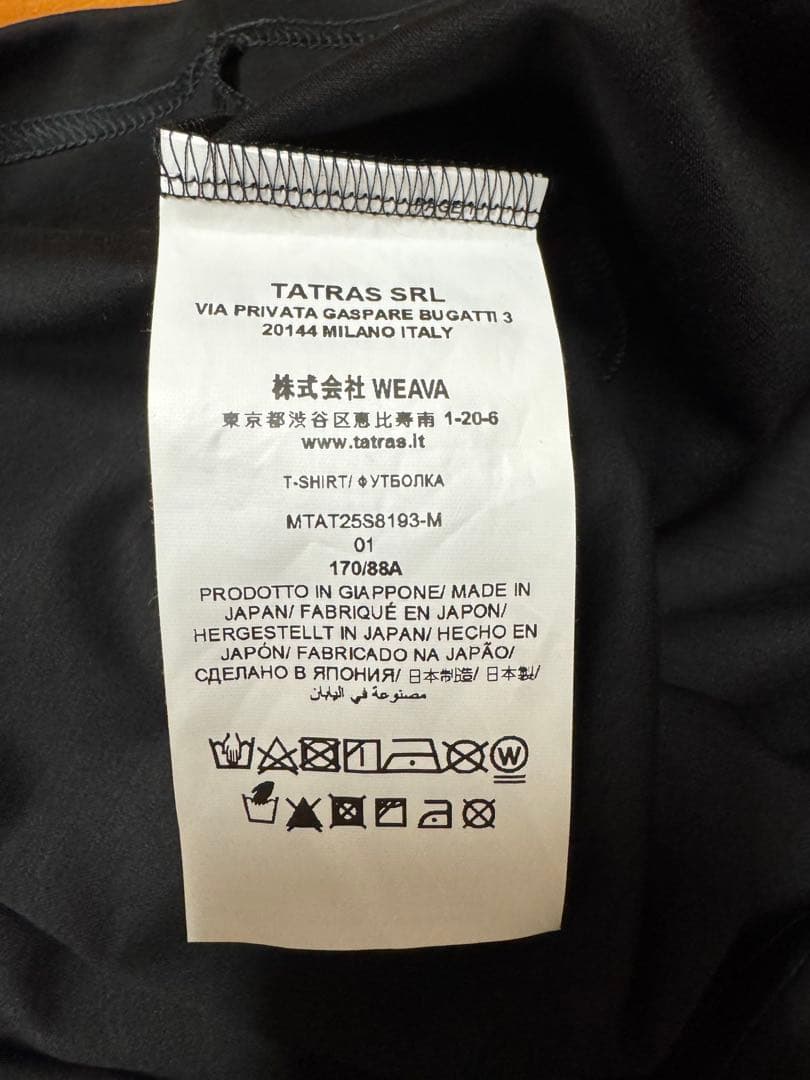 PAGE 1
TATRAS SRL
VIA PRIVATA GASPARE BUGATTI 3
20144 MILANO ITALY
株式会社 WEAVA
東京都渋谷区恵比寿南 1-20-6
www.tatras.it
T-SHIRT/ ФУТБОЛКА
MTAT25S8193-M
01
170/88A
PRODOTTO IN GIAPPONE/ MADE IN
JAPAN/ FABRIQUÉ EN JAPON/
HERGESTELLT IN JAPAN/ HECHO EN
JAPÓN/ FABRICADO NA JAPÃO/
СДЕЛАНО В ЯПОНИЯ/ 日本制造/ 日本製/
مصنوعة في اليابان
W